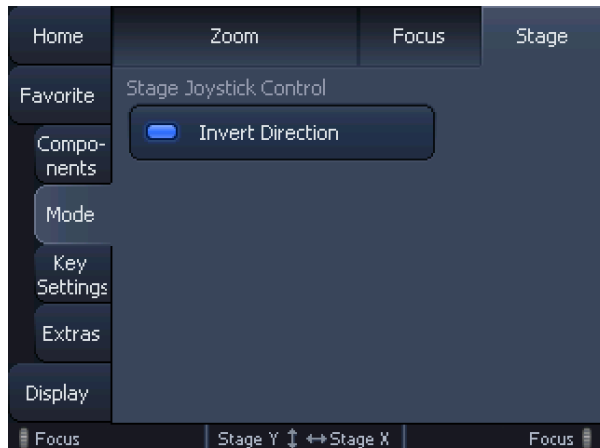 Home
Zoom
Focus
Stage
Favorite
Stage Joystick Control
Invert Direction
Compo-
nents
Mode
Key
Settings
Extras
Display
Focus
Stage Y ↕ ↔ Stage X
Focus